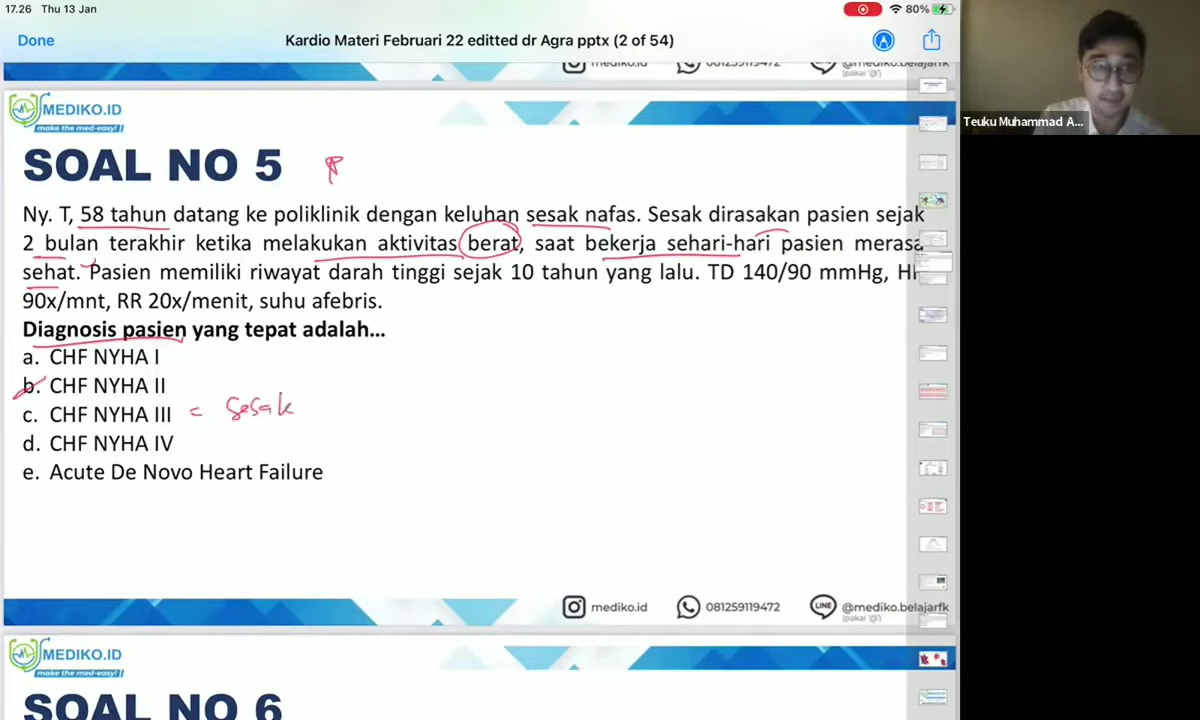 17.26 Thu 13 Jan
80%
Done
Kardio Materi Februari 22 editted dr Agra pptx (2 of 54)
MEDIKO.ID
make the med-easy!
Teuku Muhammad A...
SOAL NO 5
Ny. T, 58 tahun datang ke poliklinik dengan keluhan sesak nafas. Sesak dirasakan pasien sejak
2 bulan terakhir ketika melakukan aktivitas berat, saat bekerja sehari-hari pasien merasa
sehat. Pasien memiliki riwayat darah tinggi sejak 10 tahun yang lalu. TD 140/90 mmHg,
90x/mnt, RR 20x/menit, suhu afebris.
Diagnosis pasien yang tepat adalah...
a. CHF NYHA I
b. CHF NYHA II
c. CHF NYHA III = sesak
d. CHF NYHA IV
e. Acute De Novo Heart Failure
mediko.id 081259119472 LINE @mediko.belajarfk
(pakai '@')
MEDIKO.ID
make the med-easy!
SOAL NO 6